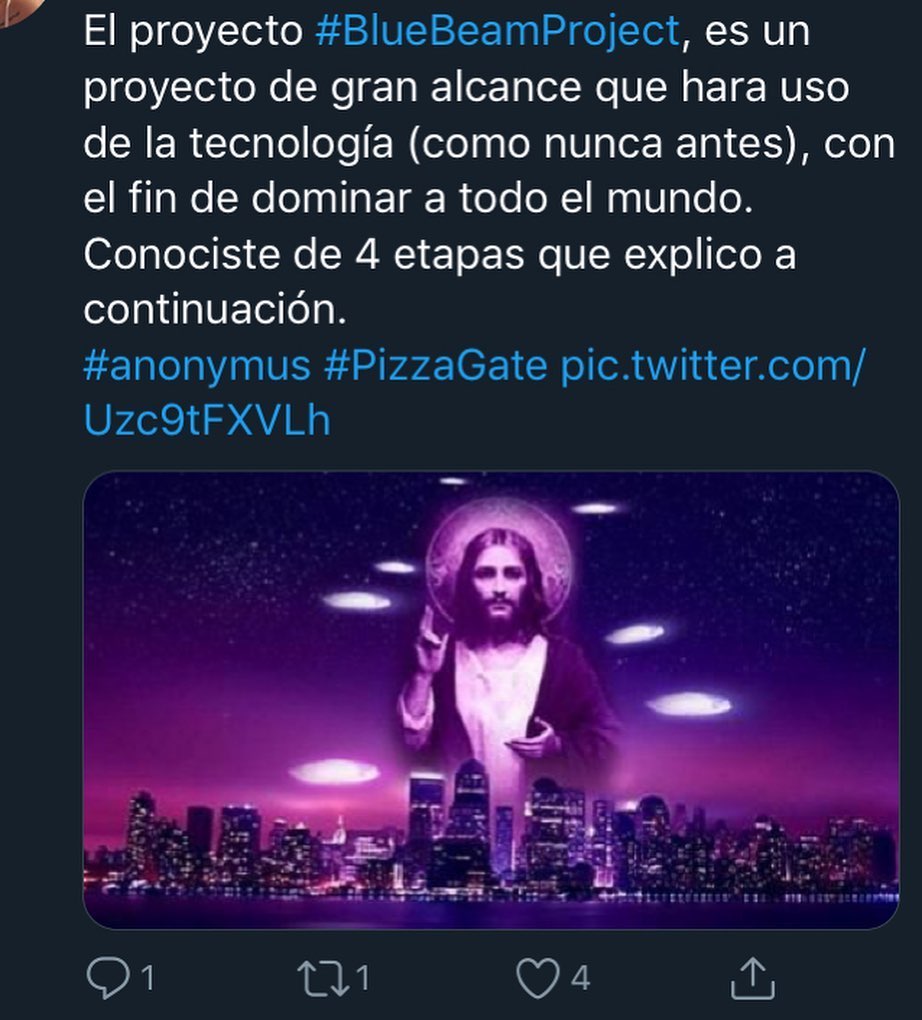 El proyecto #BlueBeamProject, es un
proyecto de gran alcance que hara uso
de la tecnología (como nunca antes), con
el fin de dominar a todo el mundo.
Conociste de 4 etapas que explico a
continuación.
#anonymus #PizzaGate pic.twitter.com/
Uzc9tFXVLh
1 1 4